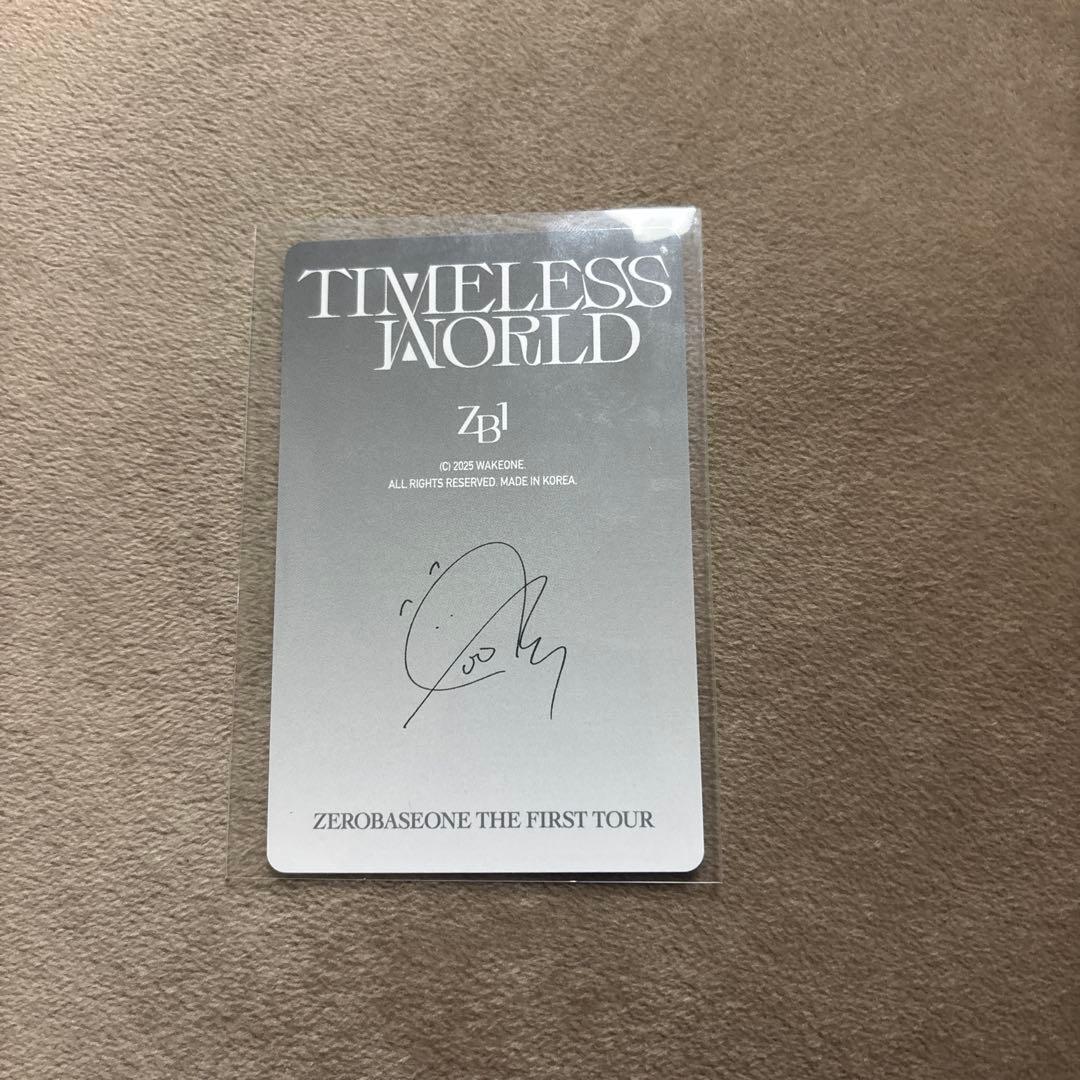 TIMELESS
WORLD
ZB1
(C) 2025 WAKEONE.
ALL RIGHTS RESERVED. MADE IN KOREA.
ZEROBASEONE THE FIRST TOUR